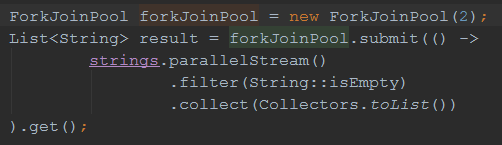 ForkJoinPool forkJoinPool = new ForkJoinPool(2);
List<String> result = forkJoinPool.submit(() ->
        strings.parallelStream()
                .filter(String::isEmpty)
                .collect(Collectors.toList())
).get();